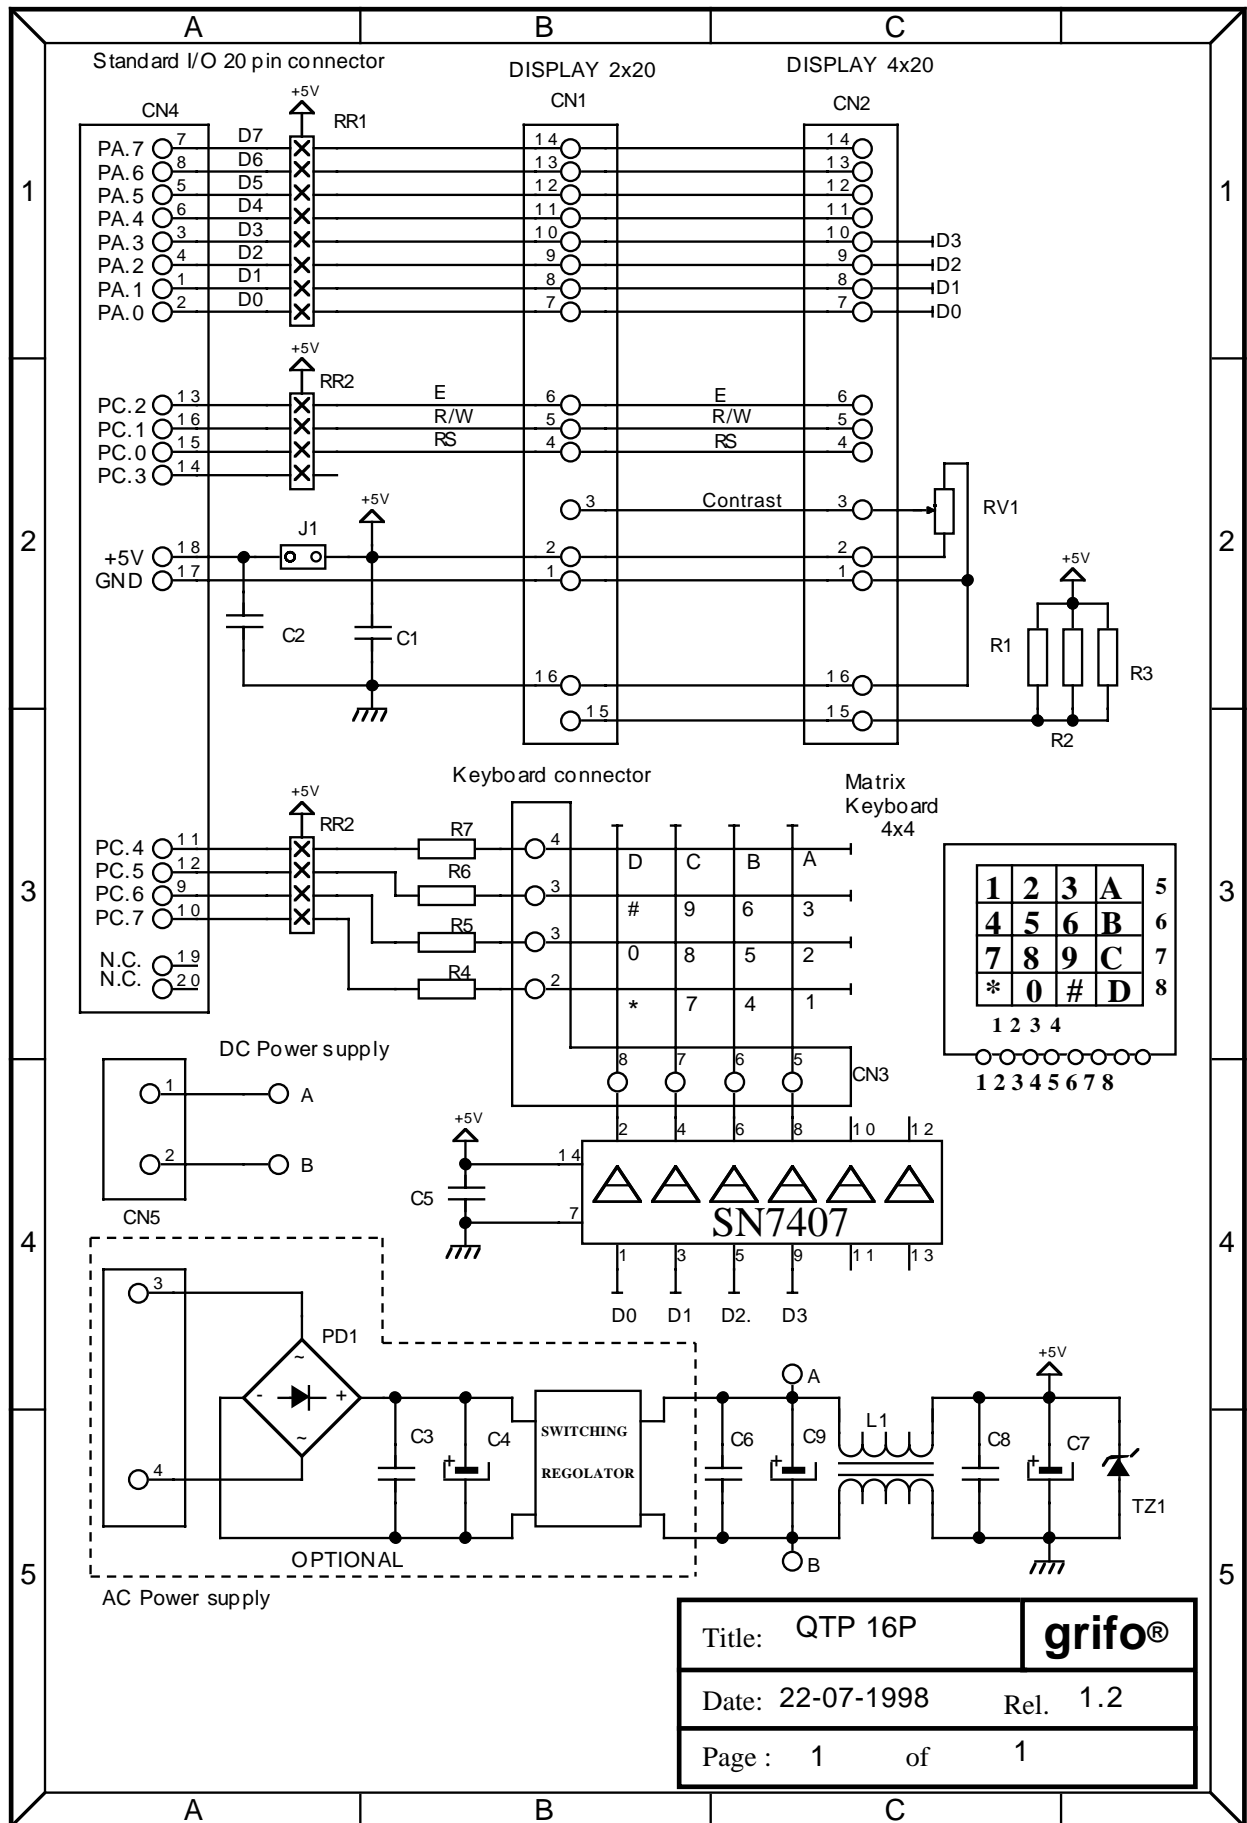 A B C
Standard I/O 20 pin connector
DISPLAY 2x20
DISPLAY 4x20
CN4
+5V
RR1
CN1
CN2
PA.7 7 D7 14 14
PA.6 8 D6 13 13
PA.5 5 D5 12 12
PA.4 6 D4 11 11
PA.3 3 D3 10 10 D3
PA.2 4 D2 9 9 D2
PA.1 1 D1 8 8 D1
PA.0 2 D0 7 7 D0
1 1
+5V
RR2
PC.2 13 E 6 E 6
PC.1 16 R/W 5 R/W 5
PC.0 15 RS 4 RS 4
PC.3 14
3 Contrast 3 RV1
+5V
J1
2 2
+5V 18 2 2
GND 17 1 1
+5V
C2 C1
R1 R3
16 16
15 15
R2
Keyboard connector
Matrix
Keyboard
4x4
+5V
RR2
PC.4 11 R7 4
D C B A
PC.5 12 R6 3
# 9 6 3
PC.6 9 R5 3
0 8 5 2
PC.7 10 R4 2
* 7 4 1
N.C. 19
N.C. 20
3 3
1 2 3 A 5
4 5 6 B 6
7 8 9 C 7
* 0 # D 8
1 2 3 4
1 2 3 4 5 6 7 8
8 7 6 5
CN3
DC Power supply
1 A
2 B
CN5
+5V
2 4 6 8 10 12
14
C5
7
SN7407
1 3 5 9 11 13
D0 D1 D2. D3
4 4
3
PD1
~
- +
~
4
C3 C4
+ 
SWITCHING
REGOLATOR
OPTIONAL
AC Power supply
A
C6 C9
+
L1
B
+5V
C8 C7
+
TZ1
5 5
Title: QTP 16P
grifo®
Date: 22-07-1998 Rel. 1.2
Page : 1 of 1
A B C